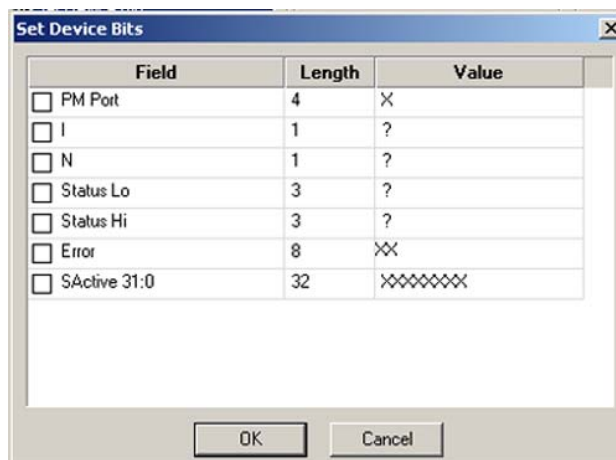 Set Device Bits
Field Length Value
PM Port 4 X
I 1 ?
N 1 ?
Status Lo 3 ?
Status Hi 3 ?
Error 8 XX
SActive 31:0 32 XXXXXXXX
OK Cancel